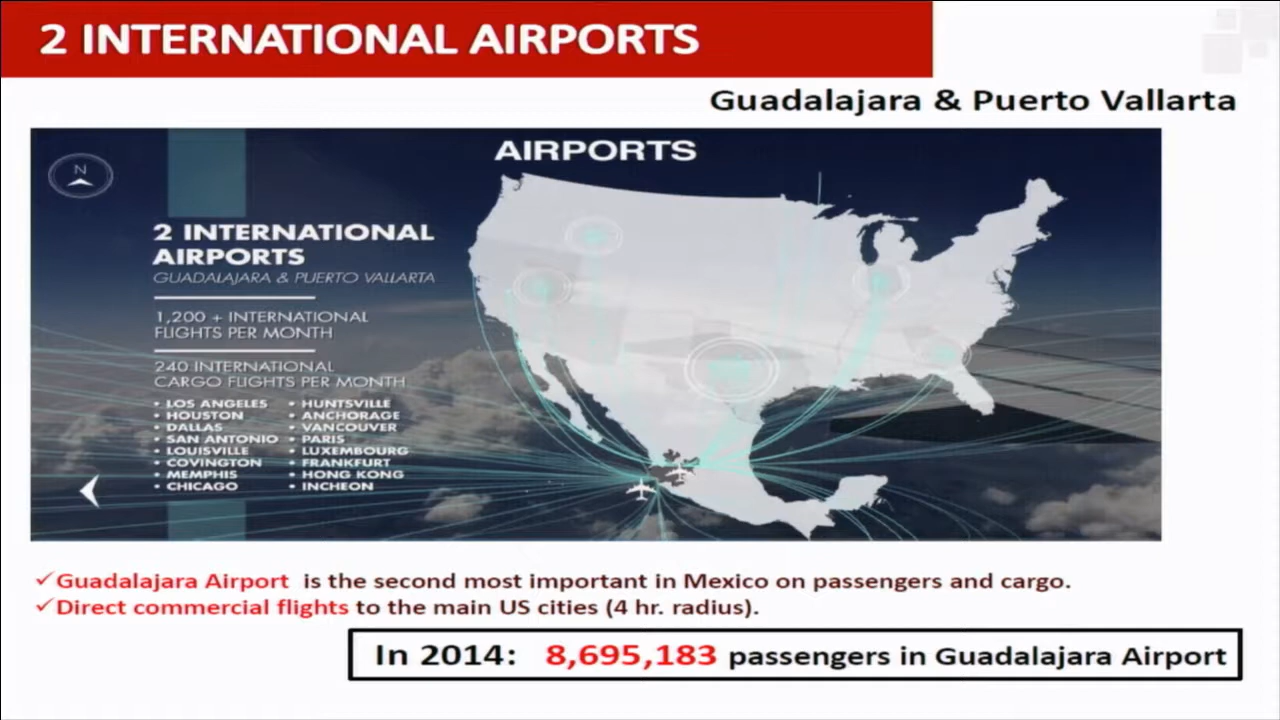 2 INTERNATIONAL AIRPORTS
Guadalajara & Puerto Vallarta
AIRPORTS
N
2 INTERNATIONAL
AIRPORTS
GUADALAJARA & PUERTO VALLARTA
1,200 + INTERNATIONAL
FLIGHTS PER MONTH
240 INTERNATIONAL
CARGO FLIGHTS PER MONTH
• LOS ANGELES • HUNTSVILLE
• HOUSTON • ANCHORAGE
• DALLAS • VANCOUVER
• SAN ANTONIO • PARIS
• LOUISVILLE • LUXEMBOURG
• COVINGTON • FRANKFURT
• MEMPHIS • HONG KONG
• CHICAGO • INCHEON
✓Guadalajara Airport is the second most important in Mexico on passengers and cargo.
✓Direct commercial flights to the main US cities (4 hr. radius).
In 2014: 8,695,183 passengers in Guadalajara Airport